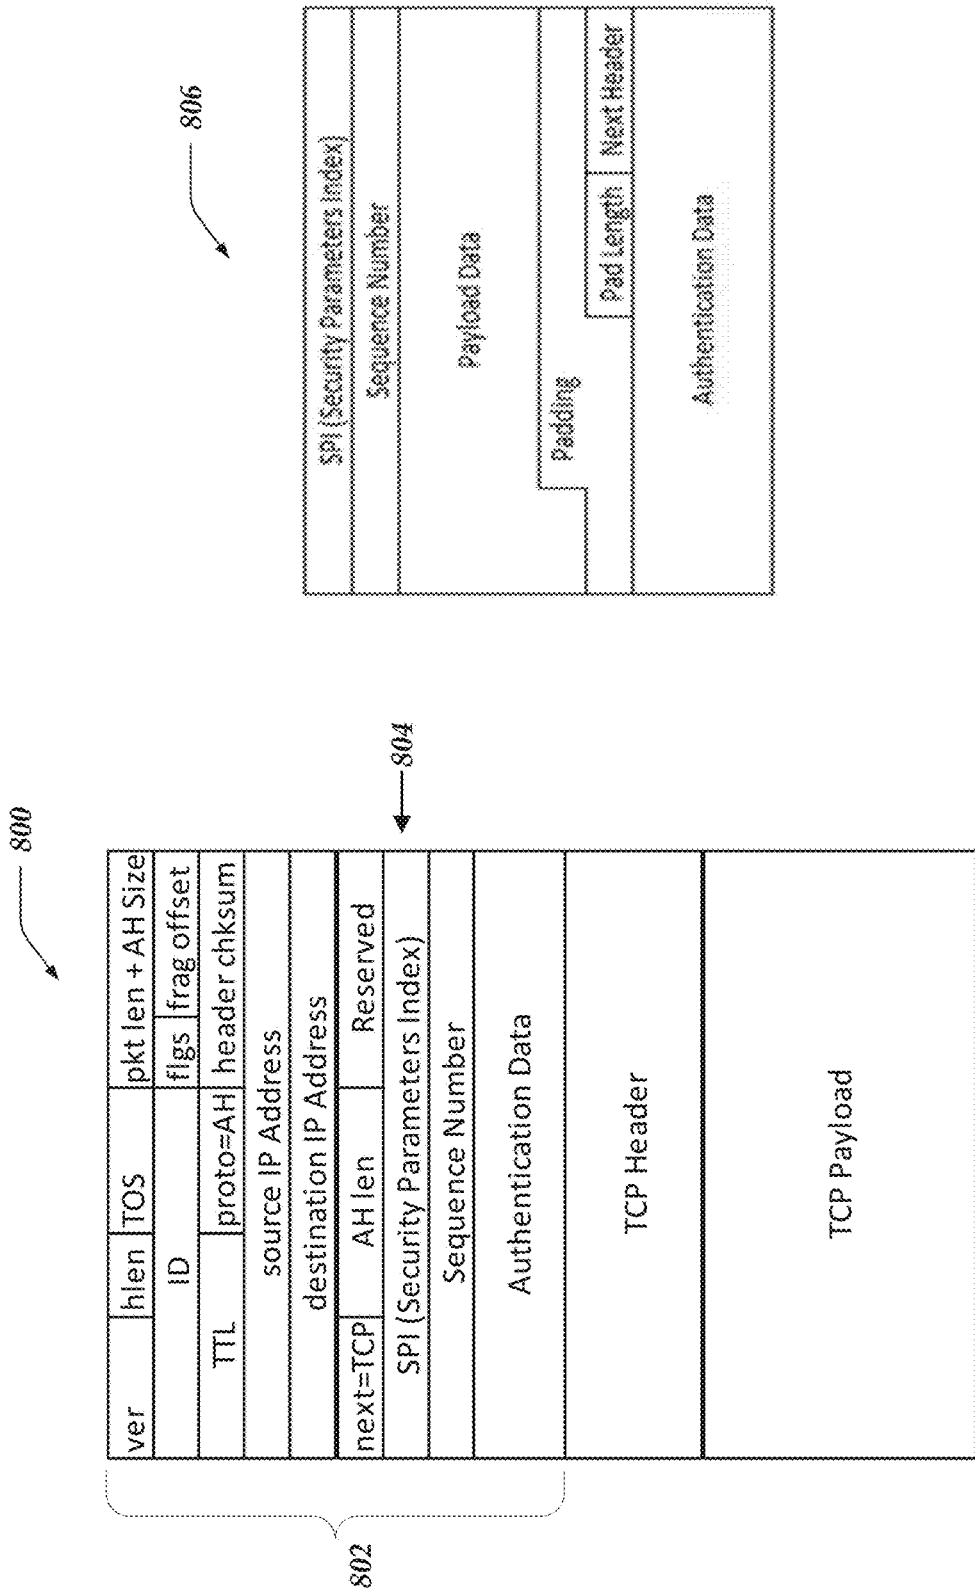 800
ver hlen TOS pkt len + AH Size
ID flgs frag offset
TTL proto=AH header chksum
source IP Address
destination IP Address
next=TCP AH len Reserved
SPI (Security Parameters Index)
Sequence Number
Authentication Data
TCP Header
TCP Payload
802
804
806
SPI (Security Parameters Index)
Sequence Number
Payload Data
Padding
Pad Length Next Header
Authentication Data